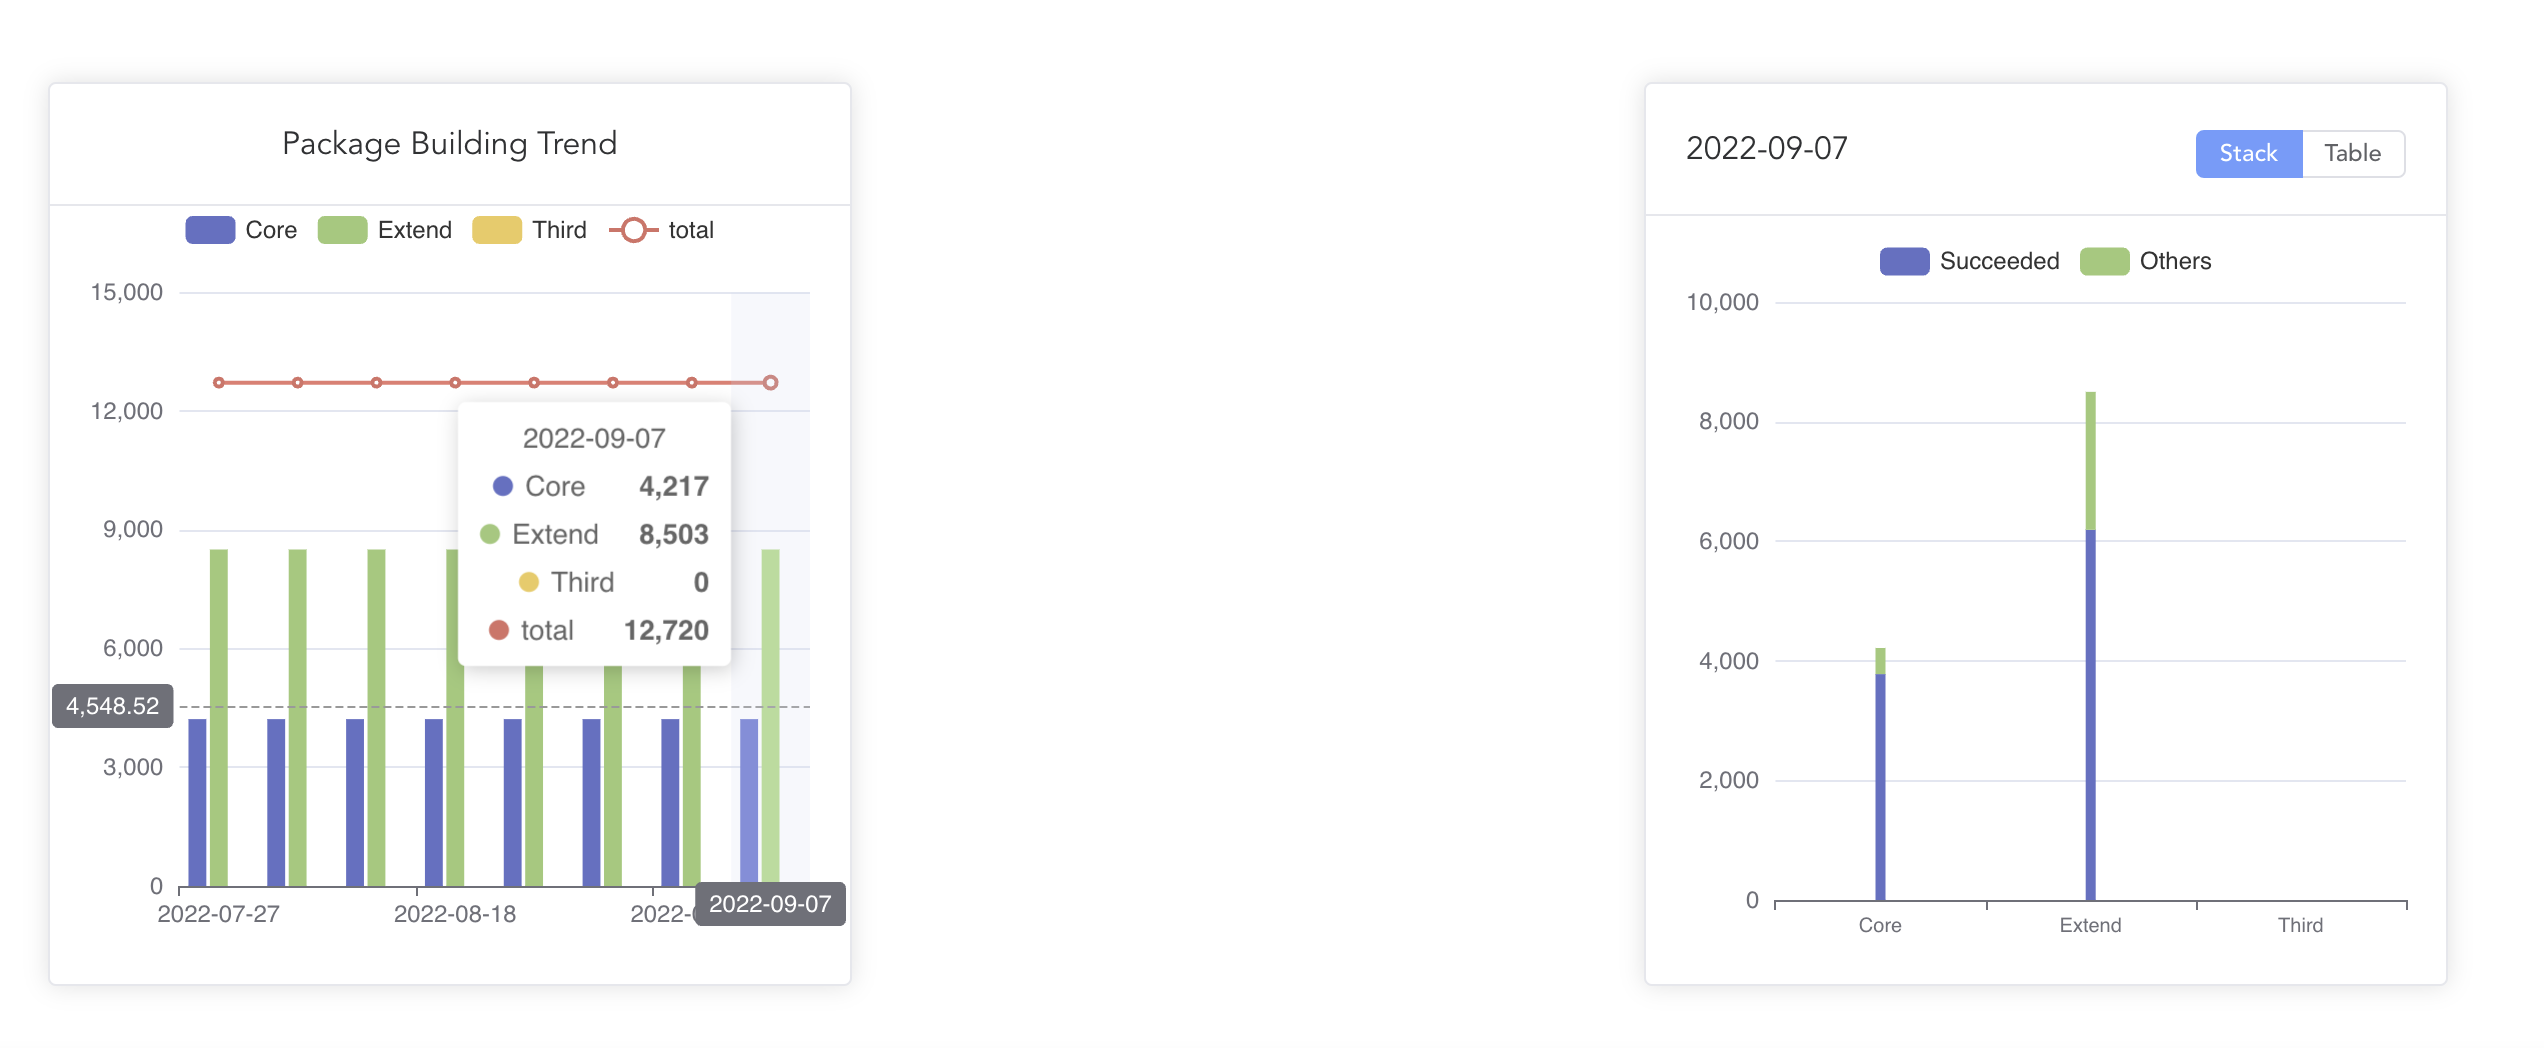 Package Building Trend
Core Extend Third total
15,000
12,000
9,000
6,000
4,548.52
3,000
0
2022-09-07
Core 4,217
Extend 8,503
Third 0
total 12,720
2022-07-27 2022-08-18 2022- 2022-09-07
2022-09-07
Stack Table
Succeeded Others
10,000
8,000
6,000
4,000
2,000
0
Core Extend Third